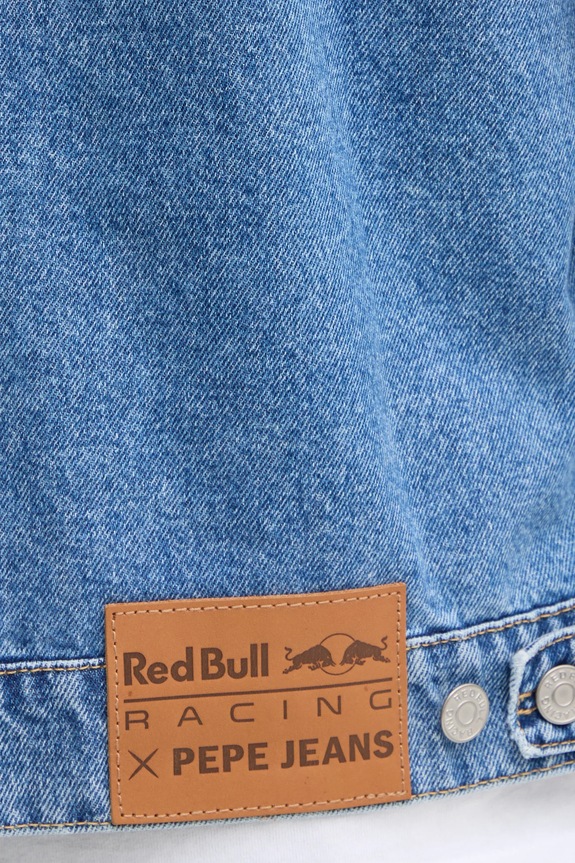 Red Bull
RACING
X PEPE JEANS